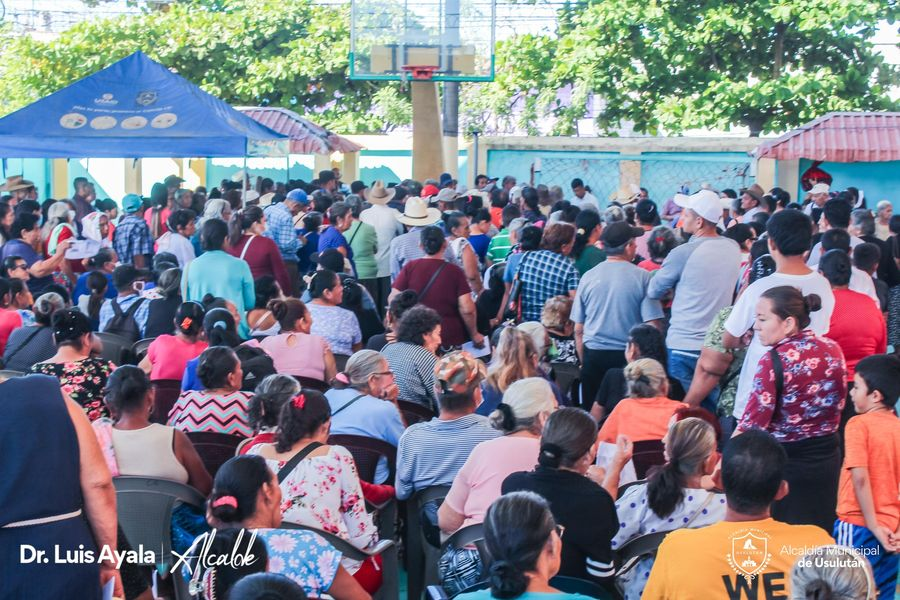 Dr. Luis Ayala
Alcalde
Alcaldía Municipal
de Usulután
WE